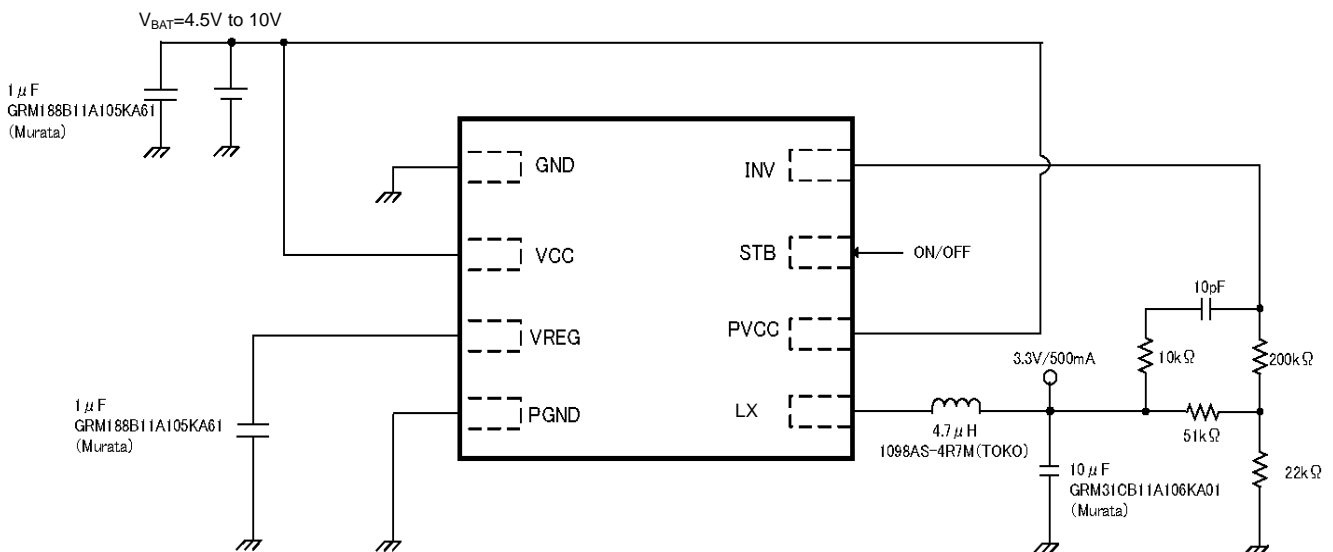 VBAT=4.5V to 10V
1μF
GRM188B11A105KA61
(Murata)
GND
VCC
VREG
PGND
INV
STB
PVCC
LX
ON/OFF
10pF
10kΩ
200kΩ
3.3V/500mA
51kΩ
22kΩ
4.7μH
1098AS-4R7M(TOKO)
10μF
GRM31CB11A106KA01
(Murata)
1μF
GRM188B11A105KA61
(Murata)